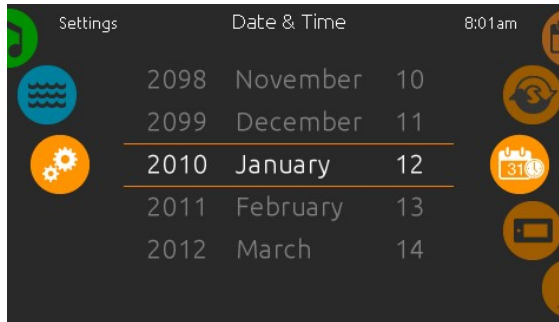 Settings Date & Time 8:01am
2098 November 10
2099 December 11
2010 January 12
31
2011 February 13
2012 March 14